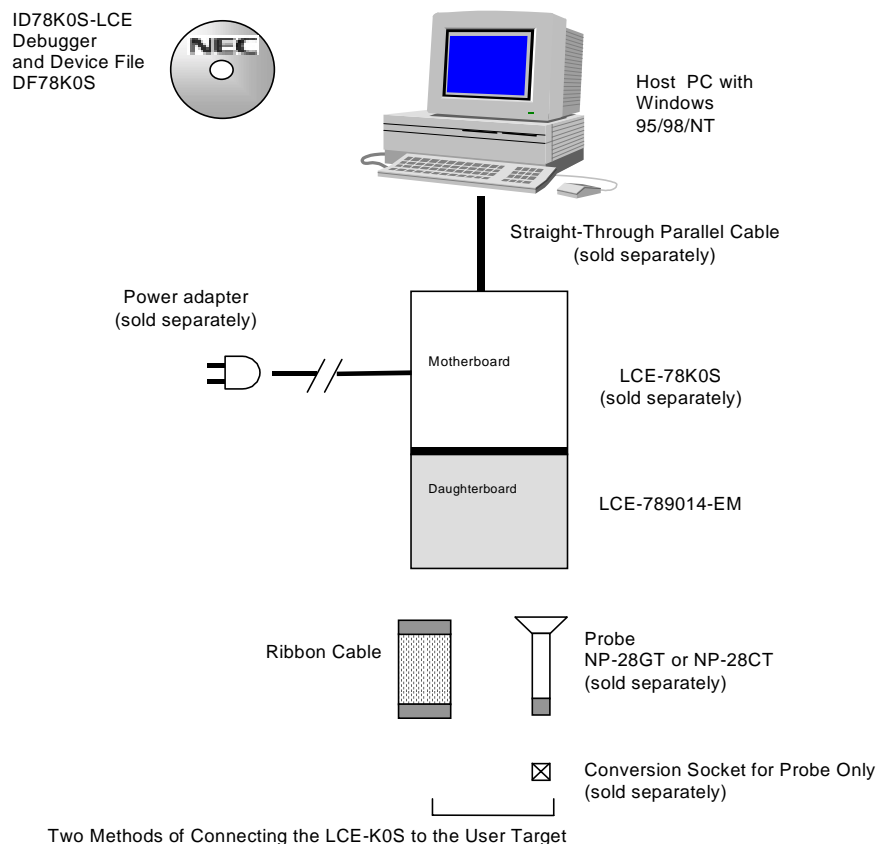 ID78K0S-LCE
Debugger
and Device File
DF78K0S
NEC
Host PC with
Windows
95/98/NT
Straight-Through Parallel Cable
(sold separately)
Power adapter
(sold separately)
Motherboard
LCE-78K0S
(sold separately)
Daughterboard
LCE-789014-EM
Ribbon Cable
Probe
NP-28GT or NP-28CT
(sold separately)
Conversion Socket for Probe Only
(sold separately)
Two Methods of Connecting the LCE-K0S to the User Target